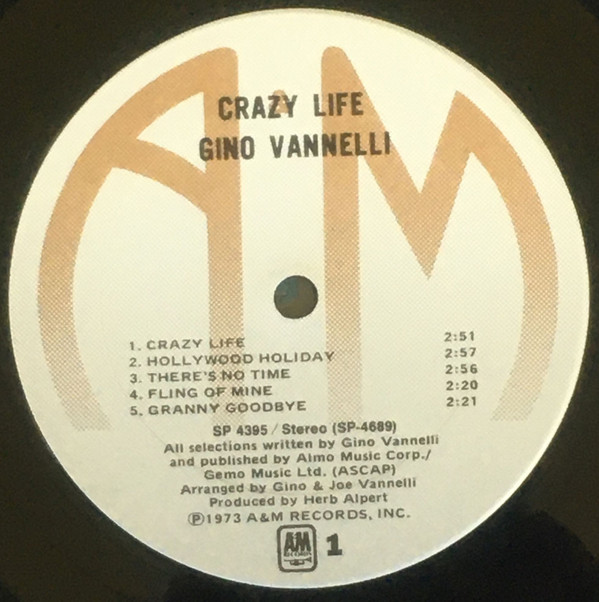 A&M
CRAZY LIFE
GINO VANNELLI
1. CRAZY LIFE 2:51
2. HOLLYWOOD HOLIDAY 2:57
3. THERE'S NO TIME 2:56
4. FLING OF MINE 2:20
5. GRANNY GOODBYE 2:21
SP 4395 / Stereo (SP-4689)
All selections written by Gino Vannelli
and published by Almo Music Corp./
Gemo Music Ltd. (ASCAP)
Arranged by Gino & Joe Vannelli
Produced by Herb Alpert
Ⓟ1973 A&M RECORDS, INC.
A&M RECORDS 1